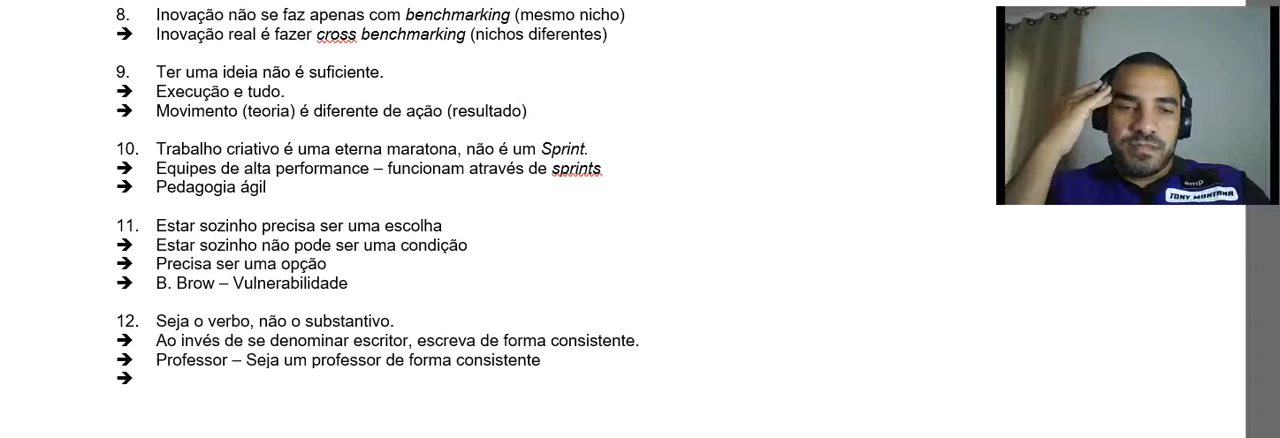 8. Inovação não se faz apenas com benchmarking (mesmo nicho)
➔ Inovação real é fazer cross benchmarking (nichos diferentes)
9. Ter uma ideia não é suficiente.
➔ Execução e tudo.
➔ Movimento (teoria) é diferente de ação (resultado)
10. Trabalho criativo é uma eterna maratona, não é um Sprint.
➔ Equipes de alta performance – funcionam através de sprints
➔ Pedagogia ágil
11. Estar sozinho precisa ser uma escolha
➔ Estar sozinho não pode ser uma condição
➔ Precisa ser uma opção
➔ B. Brow – Vulnerabilidade
12. Seja o verbo, não o substantivo.
➔ Ao invés de se denominar escritor, escreva de forma consistente.
➔ Professor – Seja um professor de forma consistente
➔
amp
TONY MONTANA